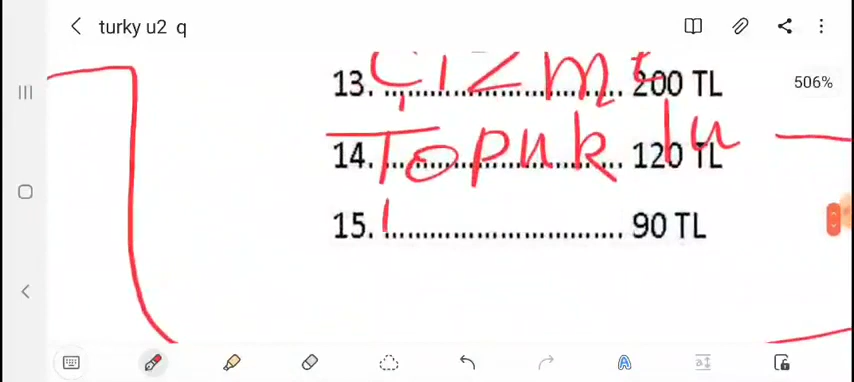 turky u2 q
13. Çizme 200 TL
506%
14. Topuklu 120 TL
15. ........................... 90 TL